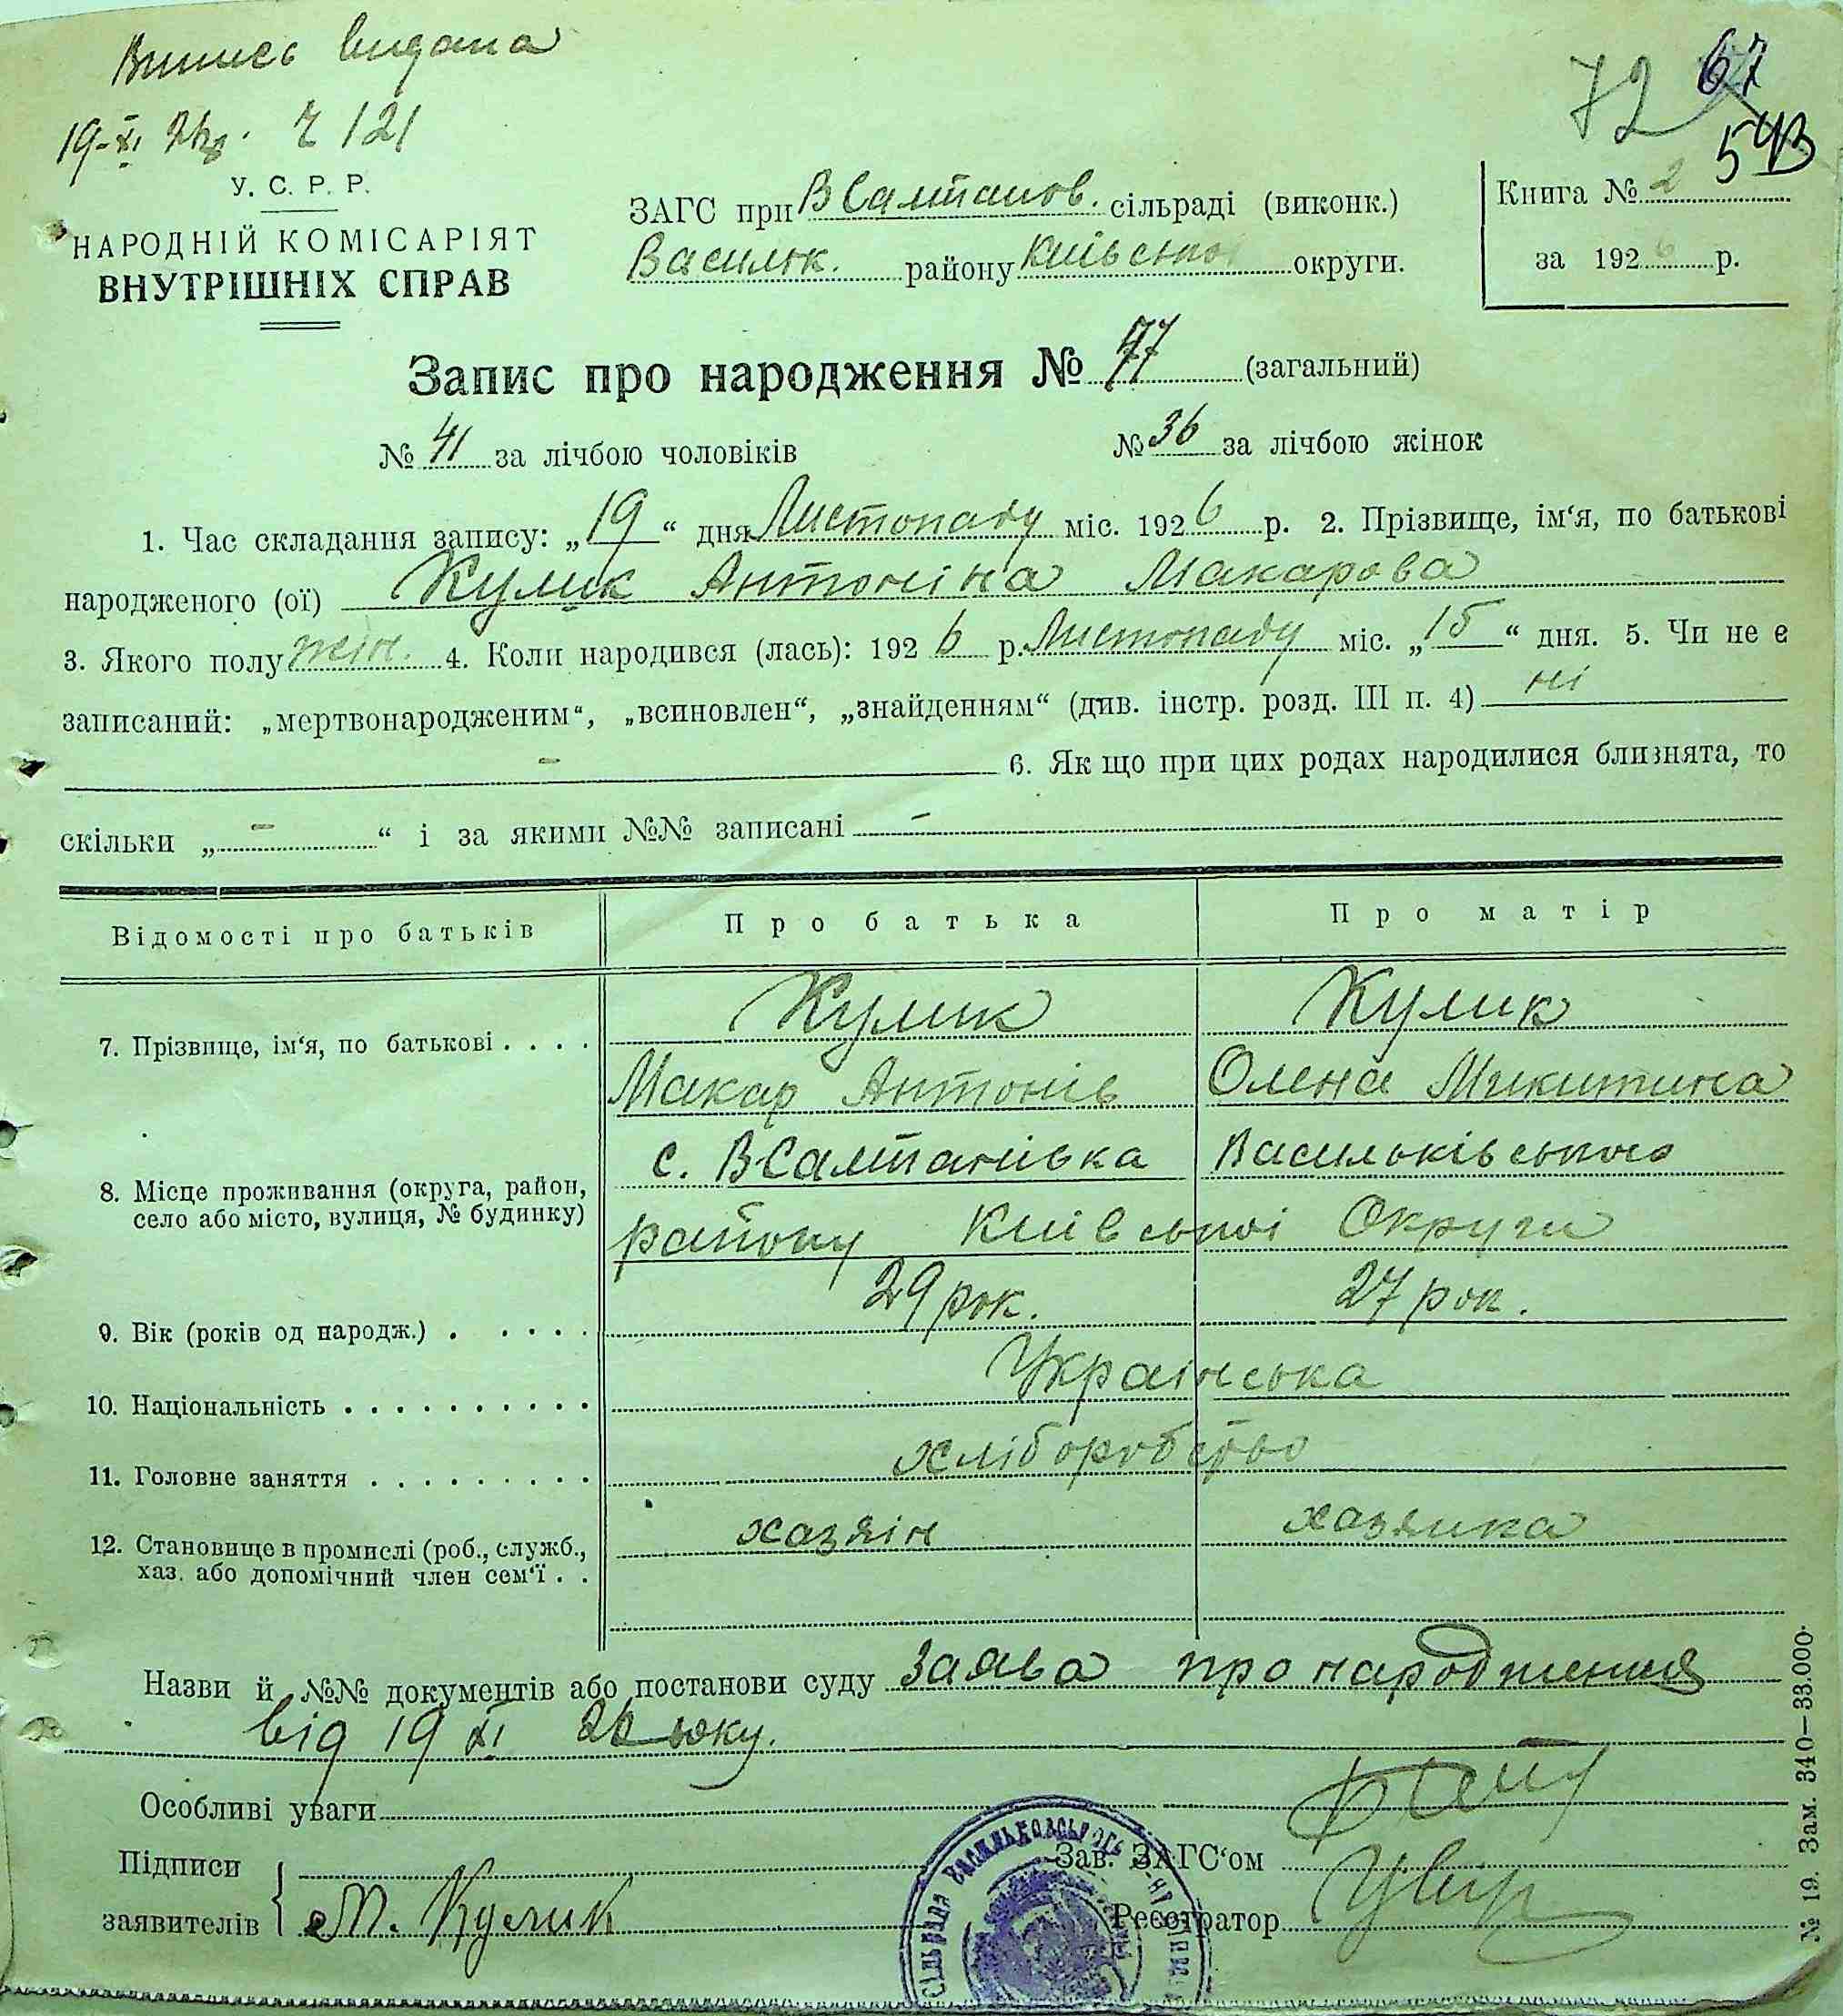 Випись видана
19-XI 26р. Ч 121
72 67
543
У. С. Р. Р.
НАРОДНІЙ КОМІСАРІЯТ
ВНУТРІШНІХ СПРАВ
ЗАГС при ВСалтанов. сільраді (виконк.)
Васильк. району Київської округи.
Книга № 2
за 1926 р.
Запис про народження № 77 (загальний)
№ 41 за лічбою чоловіків № 36 за лічбою жінок
1. Час складання запису: „19“ дня Листопаду міс. 1926 р. 2. Прізвище, ім‘я, по батькові
народженого (ої) Кулик Антоніна Макарова
3. Якого полу жін. 4. Коли народився (лась): 1926 р. Листопаду міс. „15“ дня. 5. Чи не є
записаний: „мертвонародженим“, „всиновлен“, „знайденням“ (див. інстр. розд. III п. 4) ні
- 6. Як що при цих родах народилися близнята, то
скільки „ - “ і за якими №№ записані -
Відомості про батьків Про батька Про матір
7. Прізвище, ім‘я, по батькові . . . . Кулик Кулик
Макар Антонів Олена Микитина
8. Місце проживання (округа, район, село або місто, вулиця, № будинку) с. ВСалтанівка Васильківського
району Київської Округи
9. Вік (років од народж.) . . . . . 29 рок. 27 рок.
10. Національність . . . . . . . . . . Українська
11. Головне заняття . . . . . . . . . хліборобство
12. Становище в промислі (роб., служб., хаз. або допомічний член сем‘ї . . хазяїн хазяйка
Назви й №№ документів або постанови суду Заява про народження
від 19 XI 26 року.
Особливі уваги
Підписи
заявителів М. Кулик
Зав. ЗАГС‘ом
Реєстратор
№ 19. Зам. 340—33.000.